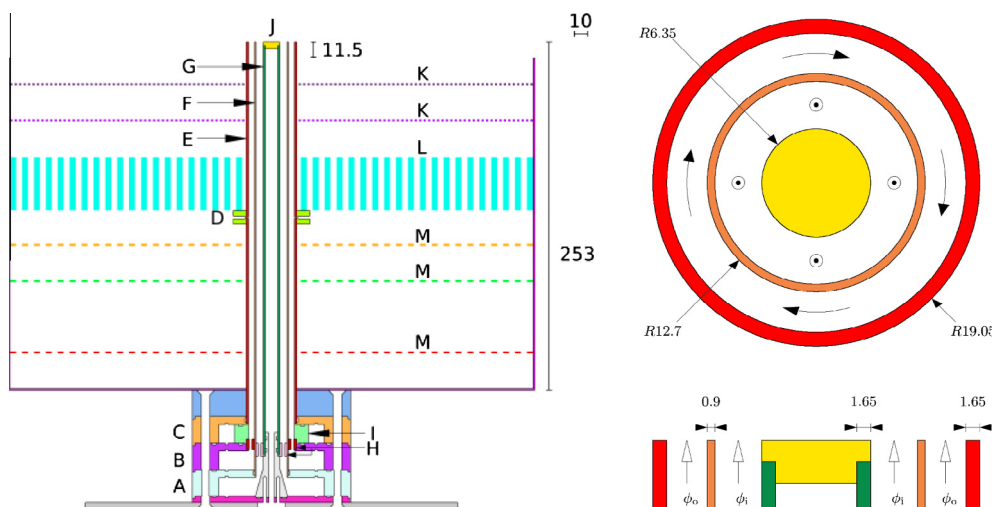 J
10
11.5
G
K
F
K
E
L
D
M
253
M
M
C
I
H
B
A
R6.35
R12.7
R19.05
0.9
1.65
1.65
ϕo
ϕi
ϕi
ϕo